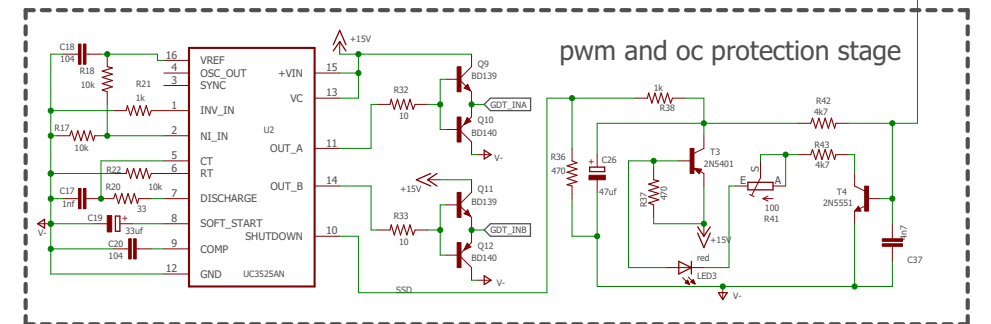 pwm and oc protection stage
C18
104
R18
10k
R21
1k
R17
10k
C17
1nf
R22
10k
R20
33
C19
+
33uf
C20
104
V-
16 VREF
4 OSC_OUT
3 SYNC
1 INV_IN
2 NI_IN
5 CT
6 RT
7 DISCHARGE
8 SOFT_START
9 COMP
12 GND
U2
UC3525AN
+VIN 15
VC 13
OUT_A 11
OUT_B 14
SHUTDOWN 10
+15V
R32
10
Q9
BD139
GDT_INA
Q10
BD140
V-
+15V
R33
10
Q11
BD139
GDT_INB
Q12
BD140
V-
SSD
1k
R38
R36
470
+
C26
47uf
R37
470
T3
2N5401
+15V
red
LED3
R42
4k7
R43
4k7
S
E A
100
R41
T4
2N5551
4n7
C37
V-